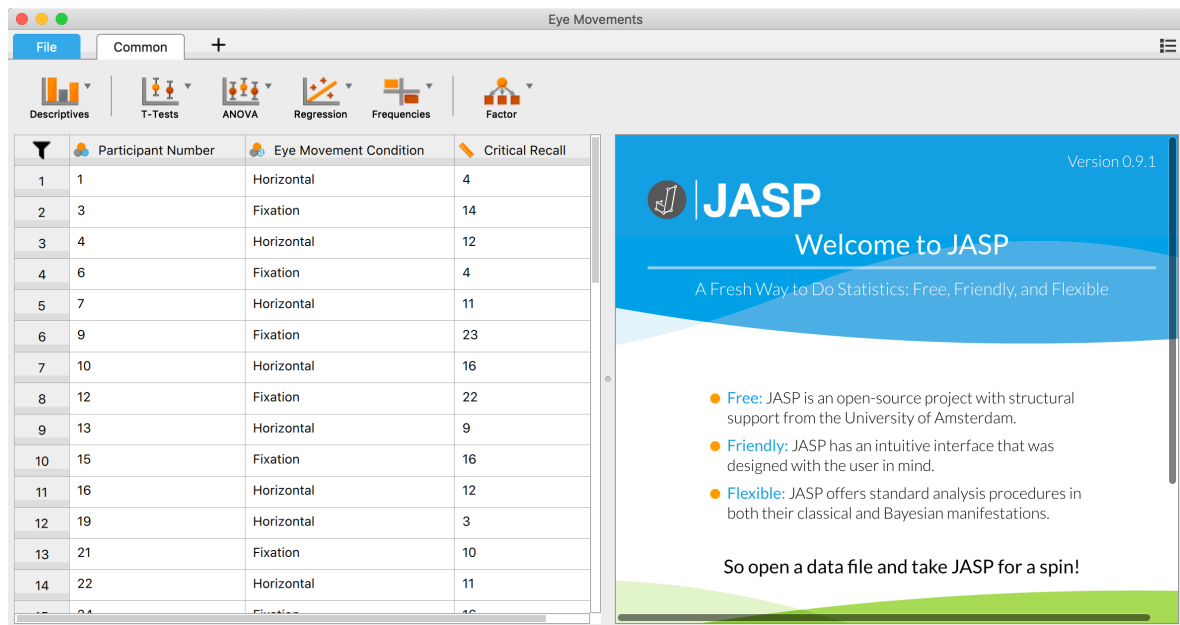 Eye Movements
File
Common
+
Descriptives
T-Tests
ANOVA
Regression
Frequencies
Factor
Participant Number Eye Movement Condition Critical Recall
1 1 Horizontal 4
2 3 Fixation 14
3 4 Horizontal 12
4 6 Fixation 4
5 7 Horizontal 11
6 9 Fixation 23
7 10 Horizontal 16
8 12 Fixation 22
9 13 Horizontal 9
10 15 Fixation 16
11 16 Horizontal 12
12 19 Horizontal 3
13 21 Fixation 10
14 22 Horizontal 11
Version 0.9.1
JASP
Welcome to JASP
A Fresh Way to Do Statistics: Free, Friendly, and Flexible
Free: JASP is an open-source project with structural
support from the University of Amsterdam.
Friendly: JASP has an intuitive interface that was
designed with the user in mind.
Flexible: JASP offers standard analysis procedures in
both their classical and Bayesian manifestations.
So open a data file and take JASP for a spin!